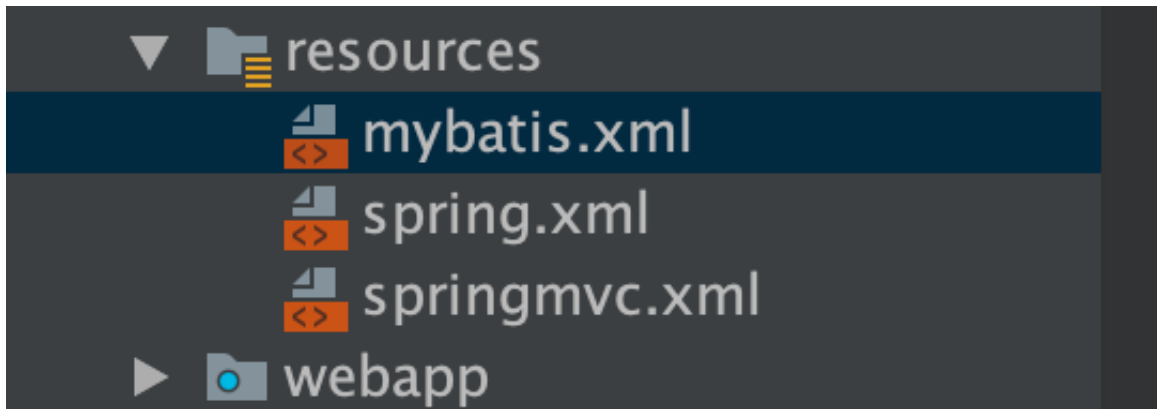 resources
mybatis.xml
spring.xml
springmvc.xml
webapp